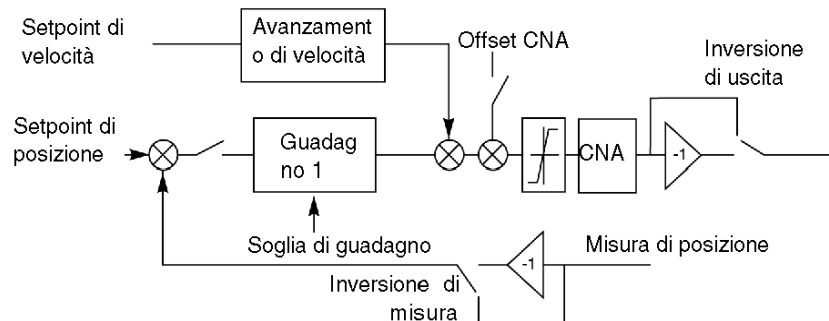 Setpoint di
velocità
Avanzament
o di velocità
Offset CNA
Inversione
di uscita
Setpoint di
posizione
Guadag
no 1
CNA
-1
Soglia di guadagno
-1
Misura di posizione
Inversione di
misura